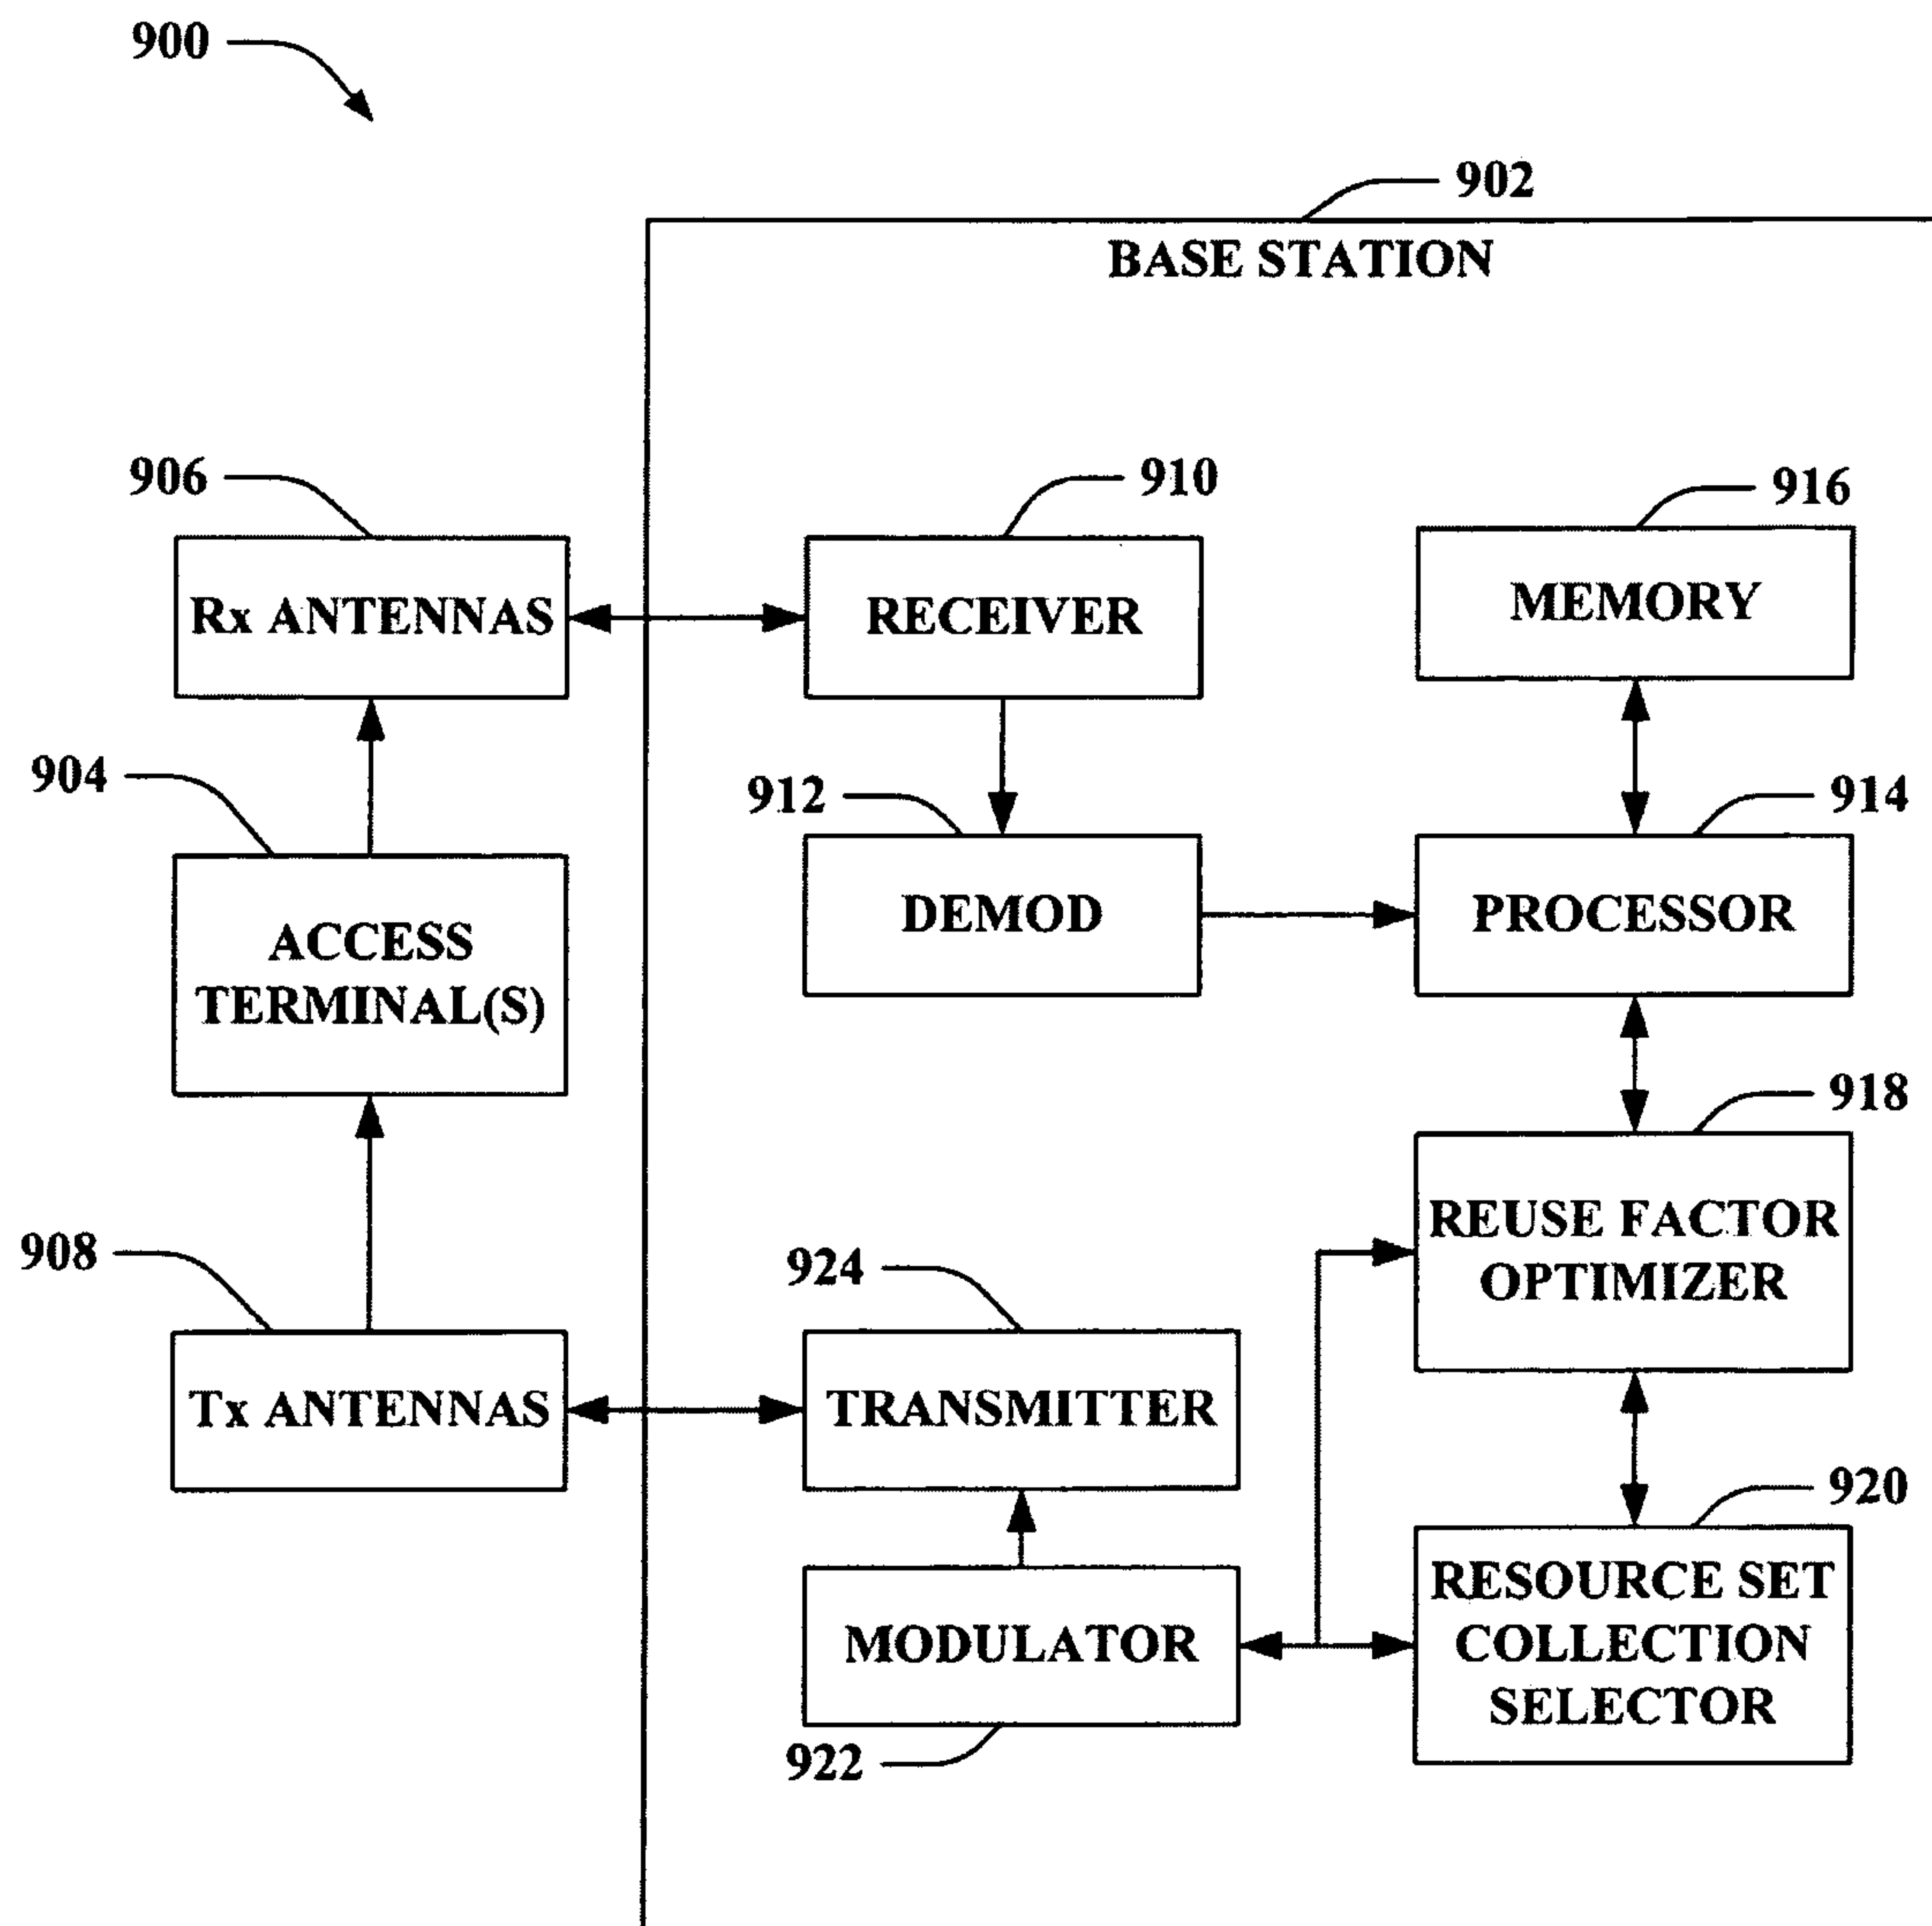 900
902
BASE STATION
906
910
916
Rx ANTENNAS
RECEIVER
MEMORY
904
912
914
ACCESS
TERMINAL(S)
DEMOD
PROCESSOR
918
908
924
REUSE FACTOR
OPTIMIZER
Tx ANTENNAS
TRANSMITTER
920
MODULATOR
RESOURCE SET
COLLECTION
SELECTOR
922